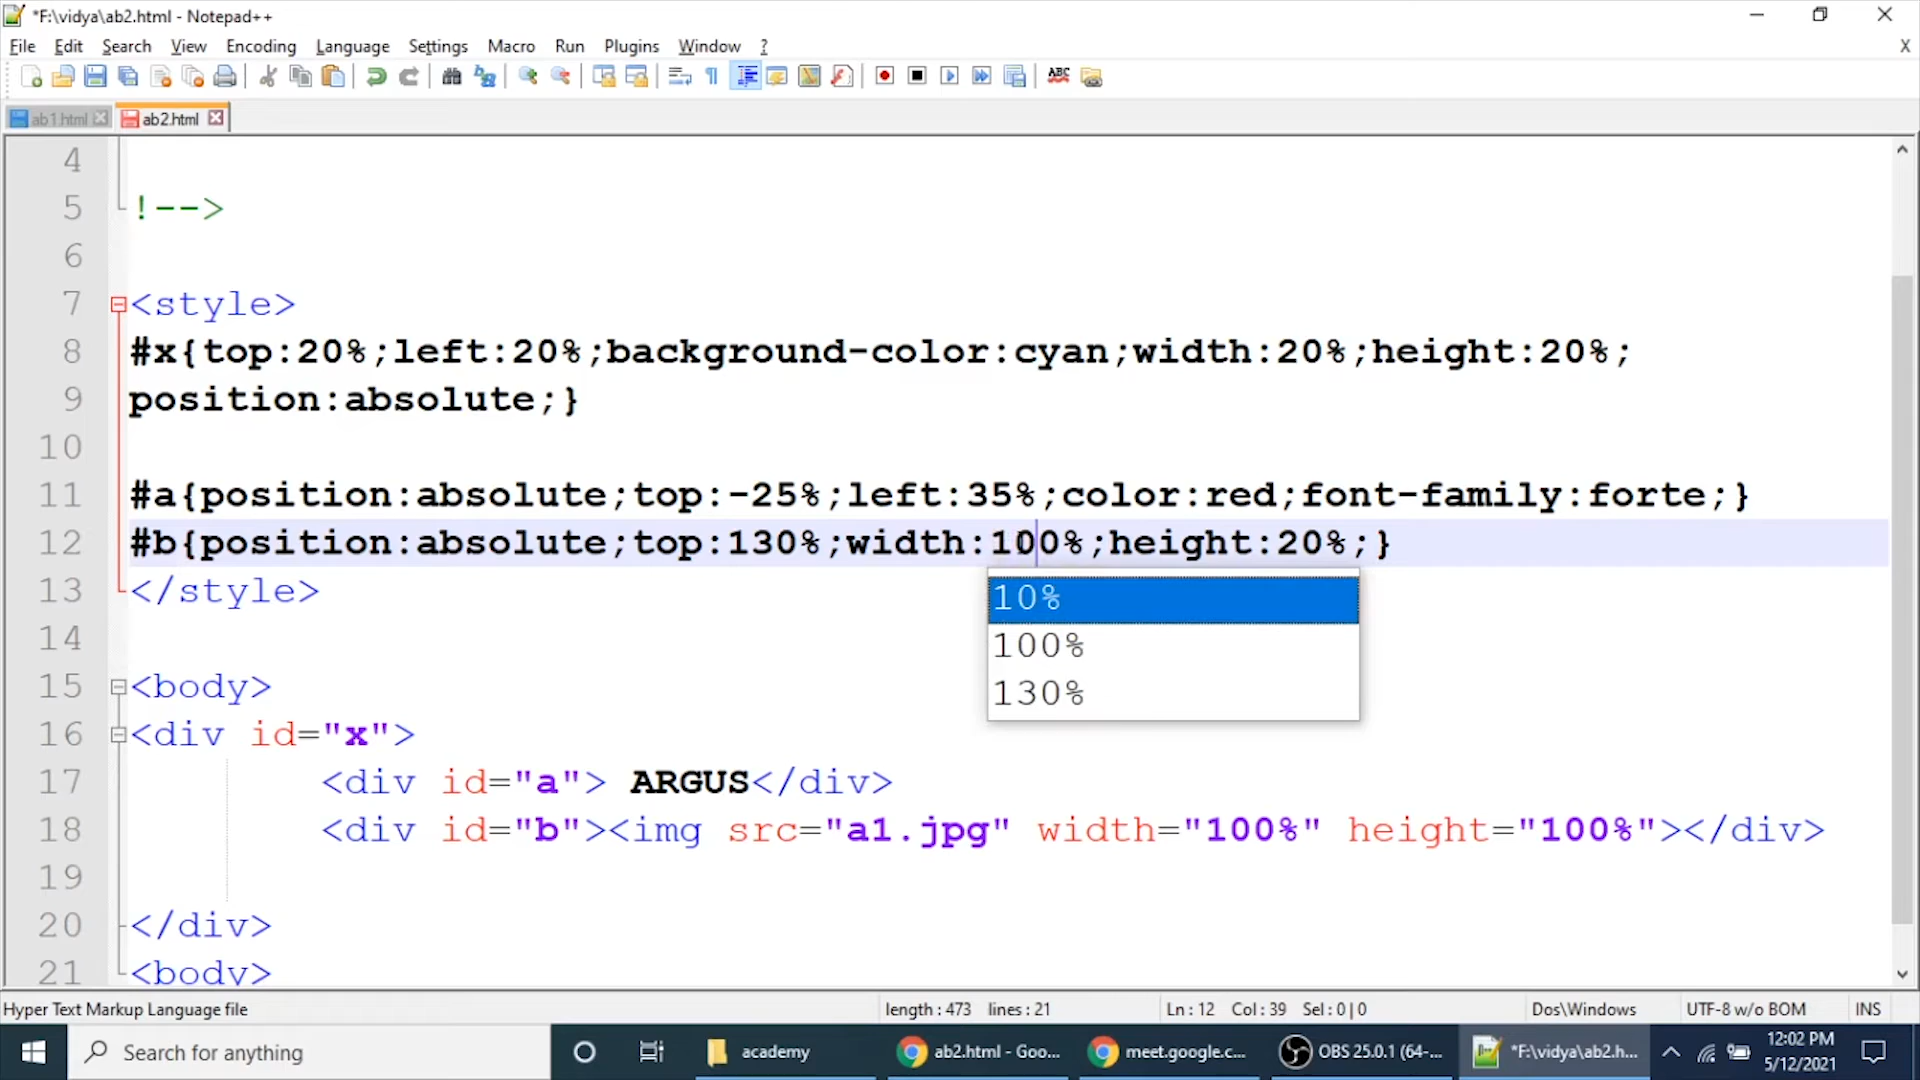 *F:\vidya\ab2.html - Notepad++
File Edit Search View Encoding Language Settings Macro Run Plugins Window ? X
ABC
ab1.html ab2.html
4
5 !-->
6
7 <style>
8 #x{top:20%;left:20%;background-color:cyan;width:20%;height:20%;
9 position:absolute;}
10
11 #a{position:absolute;top:-25%;left:35%;color:red;font-family:forte;}
12 #b{position:absolute;top:130%;width:100%;height:20%;}
13 </style>
10%
14
100%
130%
15 <body>
16 <div id="x">
17 <div id="a"> ARGUS</div>
18 <div id="b"><img src="a1.jpg" width="100%" height="100%"></div>
19
20 </div>
21 <body>
Hyper Text Markup Language file length : 473 lines : 21 Ln : 12 Col : 39 Sel : 0 | 0 Dos\Windows UTF-8 w/o BOM INS
Search for anything academy ab2.html - Goo... meet.google.c... OBS 25.0.1 (64-... *F:\vidya\ab2.h... 12:02 PM
5/12/2021